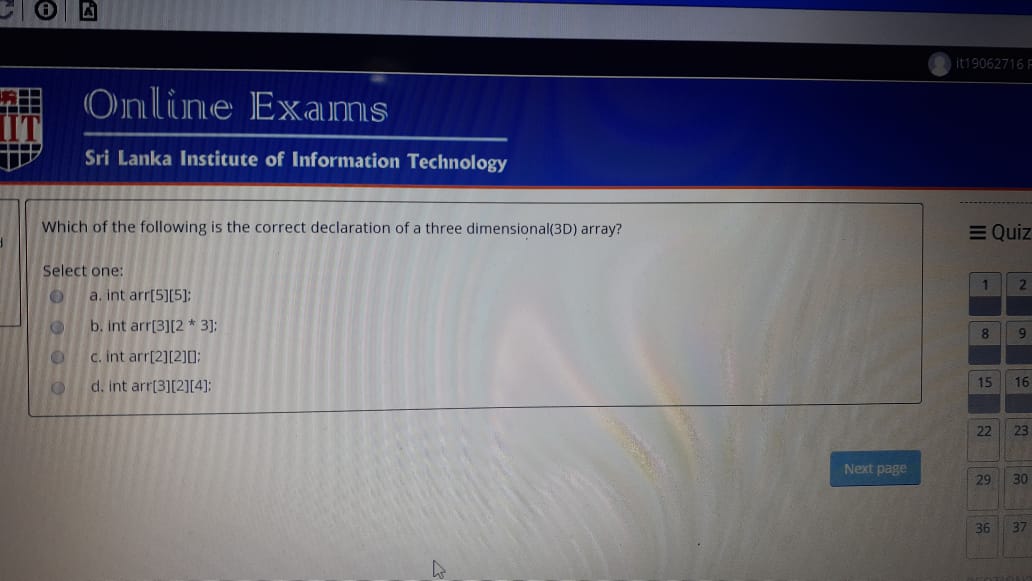 it19062716
IIT
Online Exams
Sri Lanka Institute of Information Technology
Which of the following is the correct declaration of a three dimensional(3D) array?
Select one:
a. int arr[5][5];
b. int arr[3][2 * 3];
c. int arr[2][2][];
d. int arr[3][2][4];
Next page
Quiz
1 2
8 9
15 16
22 23
29 30
36 37